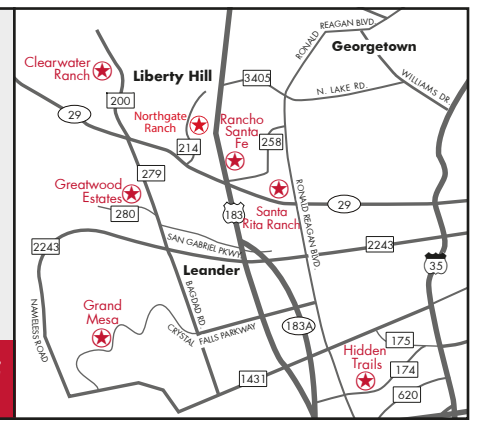 RONALD REAGAN BLVD.
Georgetown
Clearwater
Ranch
Liberty Hill
3405
WILLIAMS DR.
N. LAKE RD.
200
29
Northgate
Ranch
Rancho
Santa
Fe
258
214
279
Greatwood
Estates
280
183
Santa
Rita Ranch
RONALD REAGAN BLVD.
29
2243
SAN GABRIEL PKWY.
2243
Leander
35
NAMELESS ROAD
BAGDAD RD.
Grand
Mesa
CRYSTAL FALLS PARKWAY
183A
175
Hidden
Trails
174
1431
620